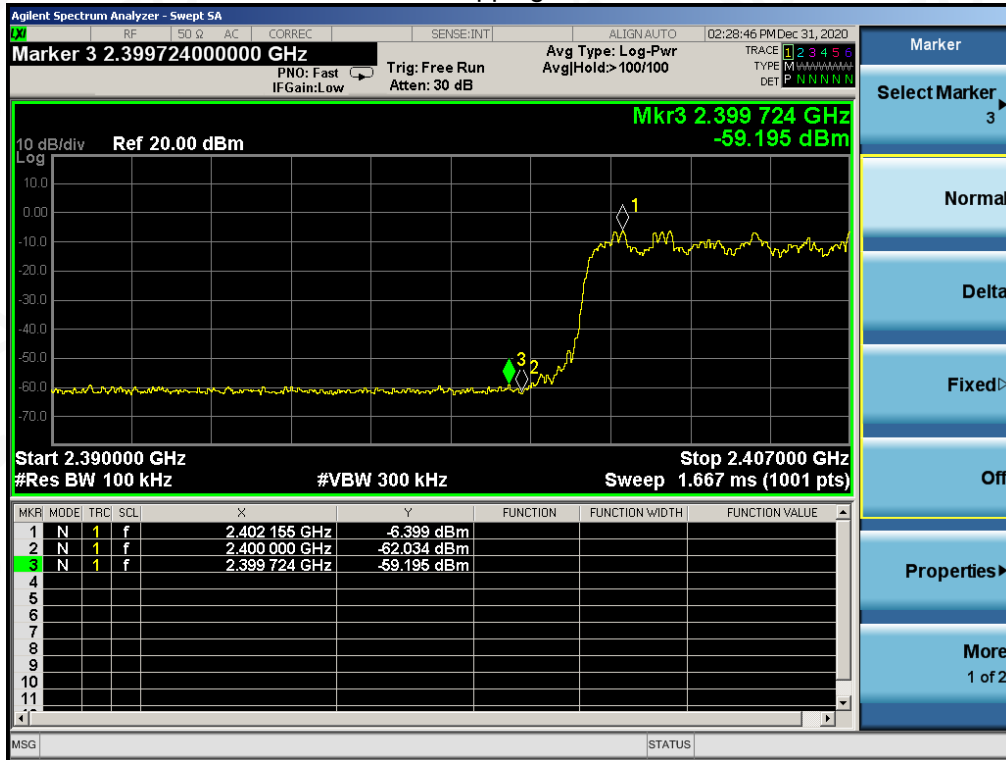 Agilent Spectrum Analyzer - Swept SA
LXI RF 50 Ω AC CORREC SENSE:INT ALIGN AUTO 02:28:46 PM Dec 31, 2020
Marker 3 2.399724000000 GHz
PNO: Fast
IFGain:Low
Trig: Free Run
Atten: 30 dB
Avg Type: Log-Pwr
Avg|Hold:>100/100
TRACE 1 2 3 4 5 6
TYPE M WWWWW
DET P N N N N N
Mkr3 2.399 724 GHz
-59.195 dBm
10 dB/div Ref 20.00 dBm
Log
10.0
0.00
-10.0
-20.0
-30.0
-40.0
-50.0
-60.0
-70.0
1
3
2
Start 2.390000 GHz Stop 2.407000 GHz
#Res BW 100 kHz #VBW 300 kHz Sweep 1.667 ms (1001 pts)
MKR MODE TRC SCL X Y FUNCTION FUNCTION WIDTH FUNCTION VALUE
1 N 1 f 2.402 155 GHz -6.399 dBm
2 N 1 f 2.400 000 GHz -62.034 dBm
3 N 1 f 2.399 724 GHz -59.195 dBm
4
5
6
7
8
9
10
11
MSG STATUS
Marker
Select Marker
3
Normal
Delta
Fixed
Off
Properties
More
1 of 2